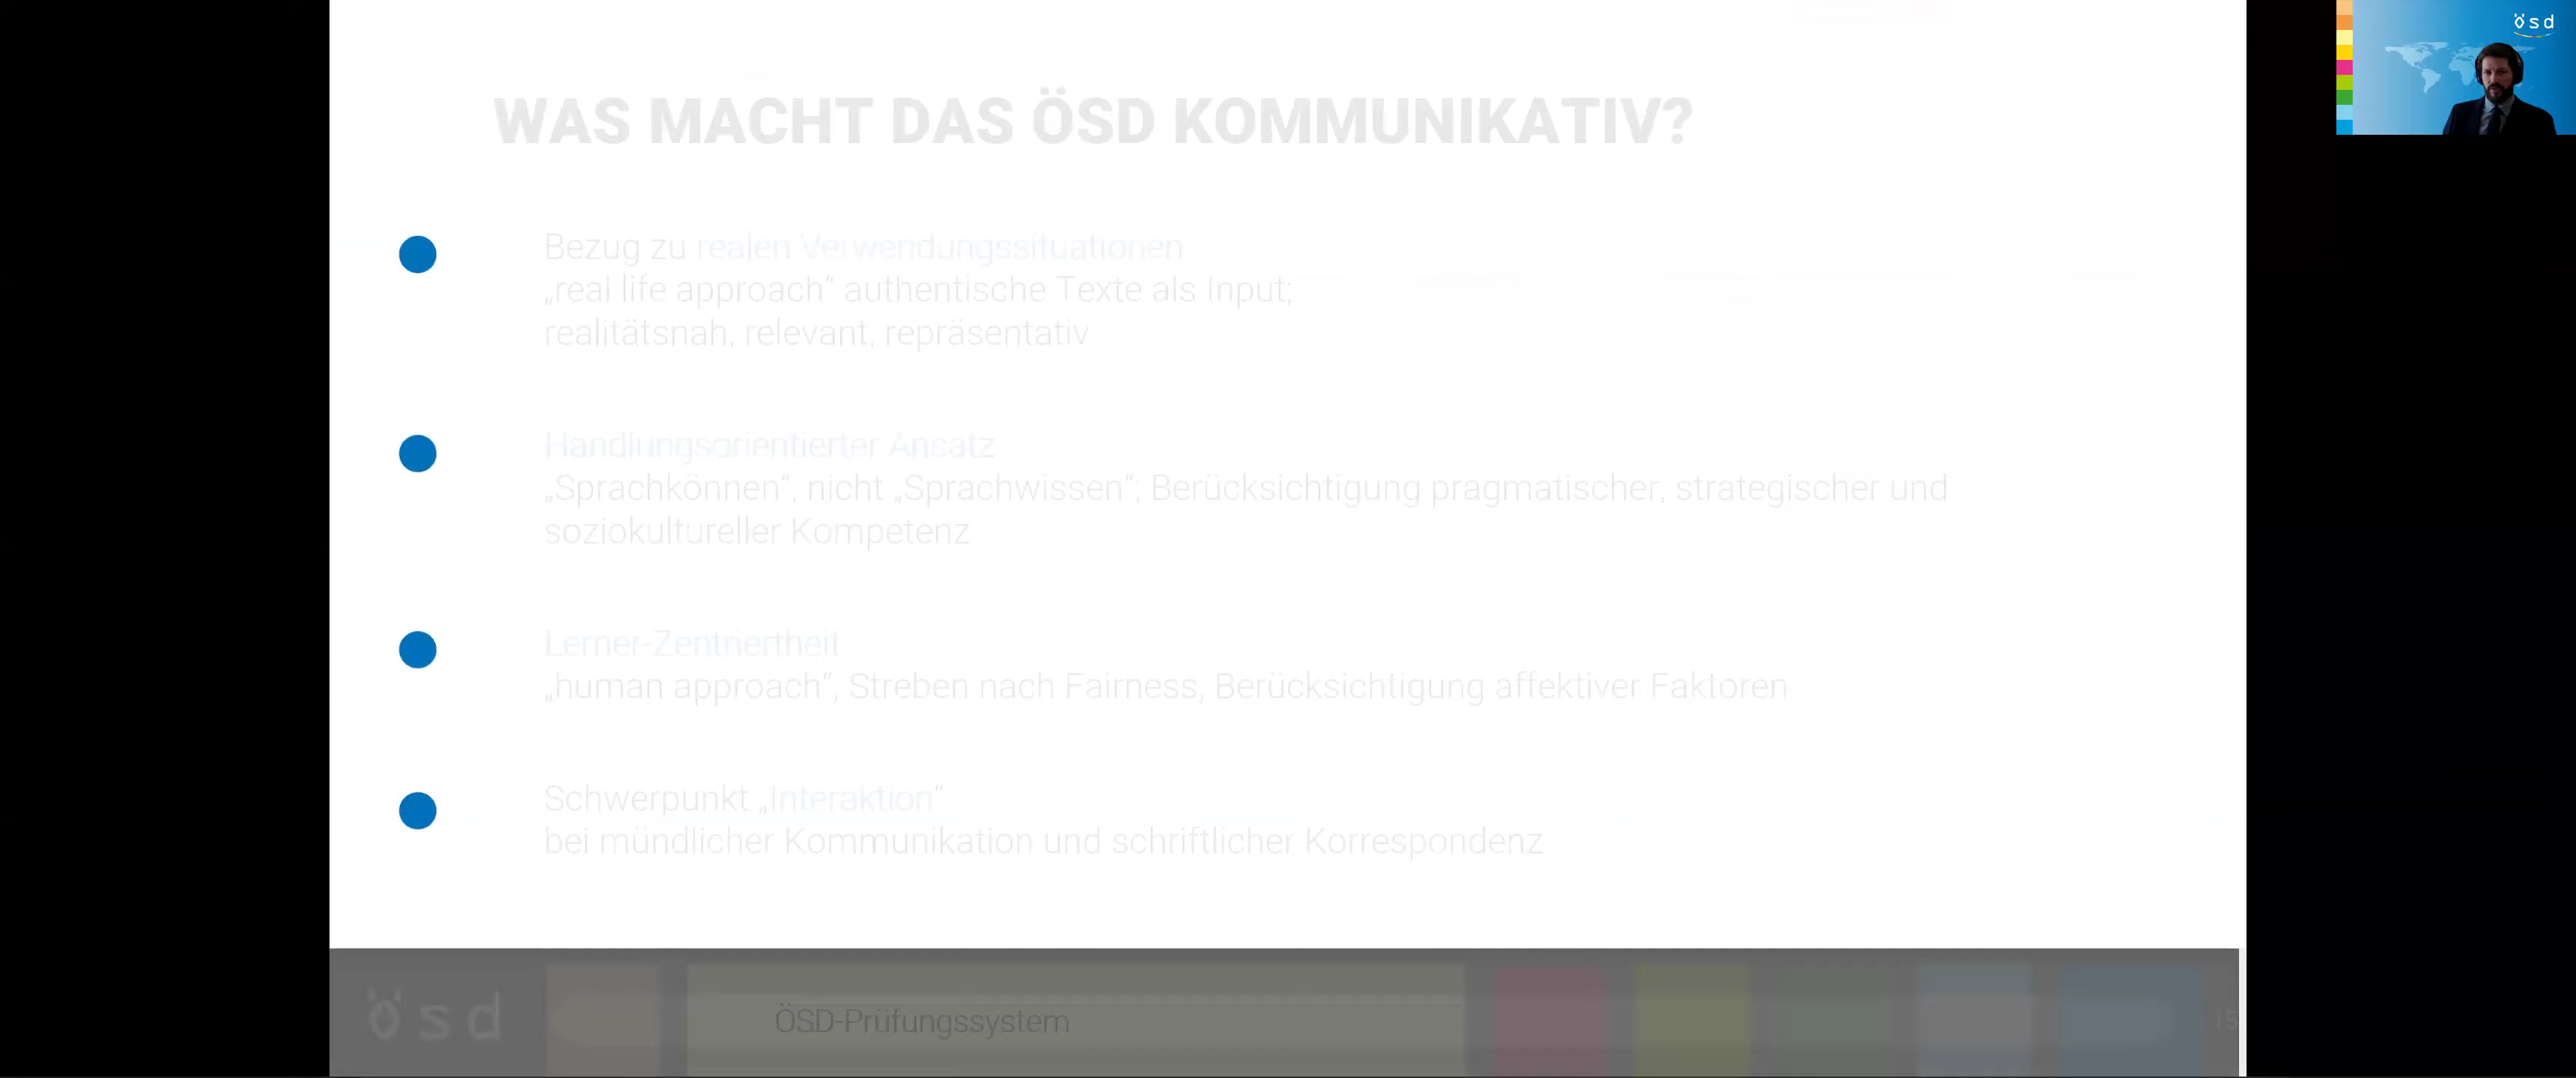 ösd
WAS MACHT DAS ÖSD KOMMUNIKATIV?
Bezug zu realen Verwendungssituationen
„real life approach“ authentische Texte als Input;
realitätsnah, relevant, repräsentativ
Handlungsorientierter Ansatz
„Sprachkönnen“, nicht „Sprachwissen“; Berücksichtigung pragmatischer, strategischer und
soziokultureller Kompetenz
Lerner-Zentriertheit
„human approach“, Streben nach Fairness, Berücksichtigung affektiver Faktoren
Schwerpunkt „Interaktion“
bei mündlicher Kommunikation und schriftlicher Korrespondenz
ösd
ÖSD-Prüfungssystem
15